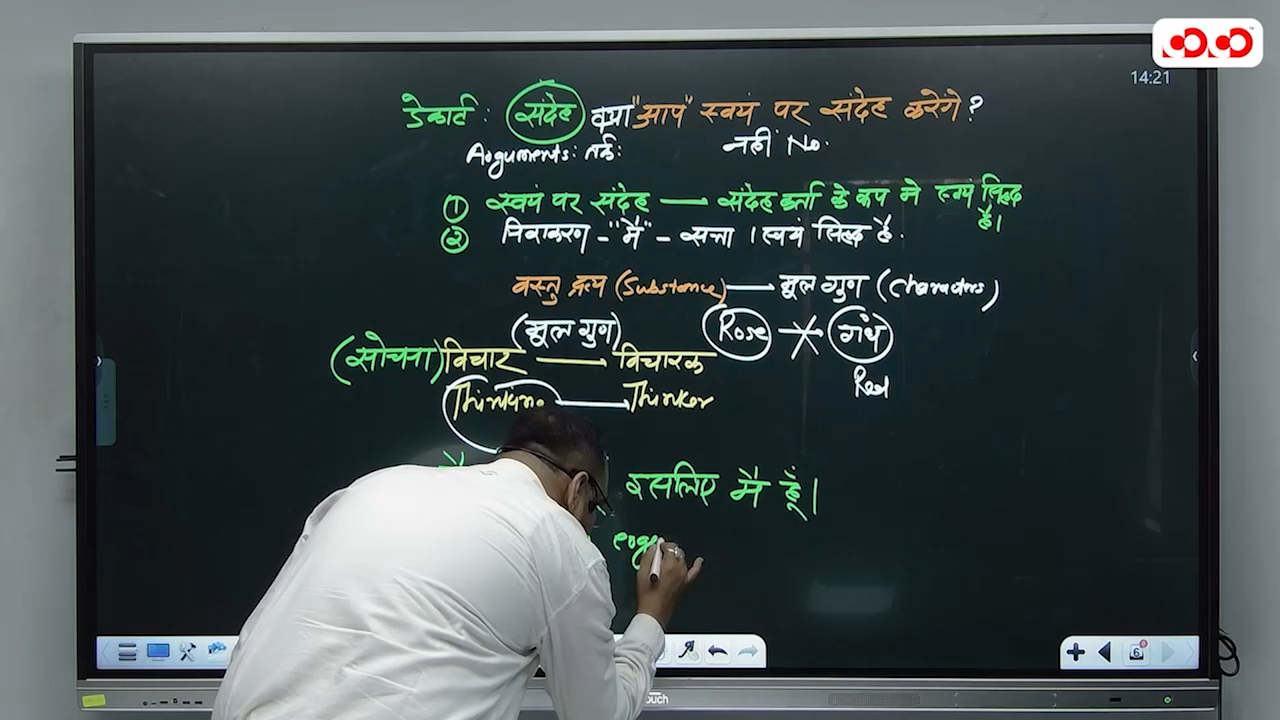 14:21
डेकार्ट : संदेह क्या "आप" स्वयं पर संदेह करेंगे ?
Arguments: तर्क: नहीं No.
① स्वयं पर संदेह — संदेह कर्ता के रूप में स्वयं सिद्ध है।
② निराकरण - "मैं" - सत्ता । स्वयं सिद्ध है.
वस्तु द्रव्य (Substance) — मूल गुण (Characters)
(मूल गुण) Rose गंध
(सोचना) विचार — विचारक Red
Thinking — Thinker
इसलिए मैं हूँ।